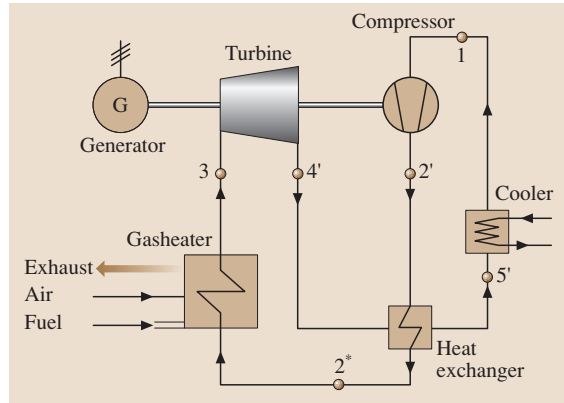 Compressor
1
Turbine
G
Generator
3
4'
2'
Cooler
Gasheater
Exhaust
Air
Fuel
5'
Heat
exchanger
2*